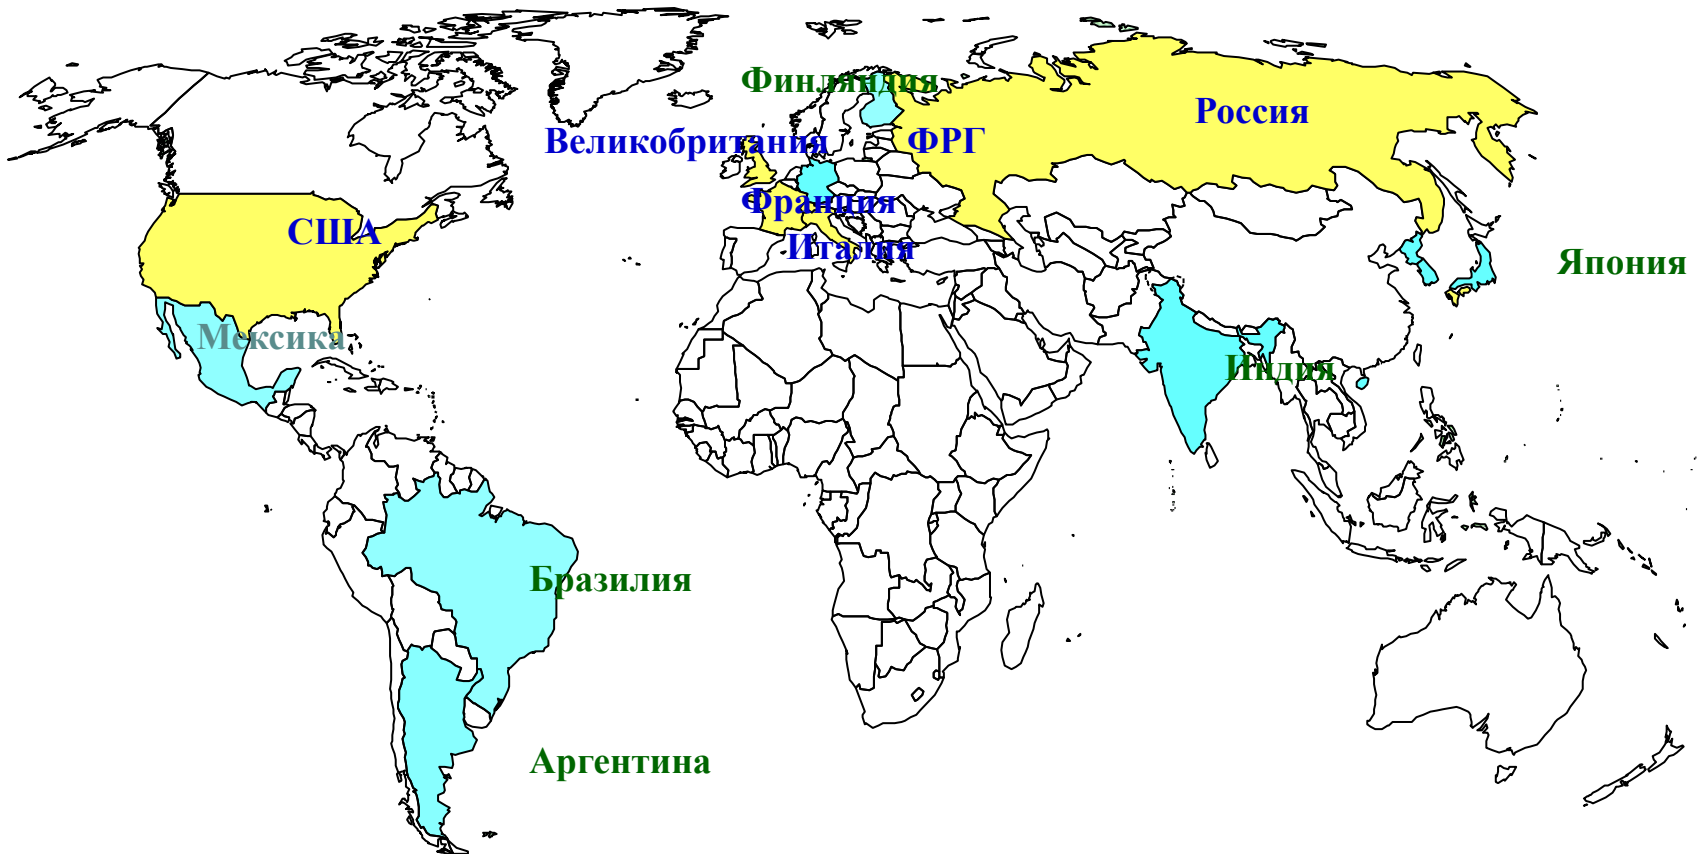 Финляндия
Россия
Великобритания
ФРГ
Франция
США
Италия
Япония
Мексика
Индия
Бразилия
Аргентина